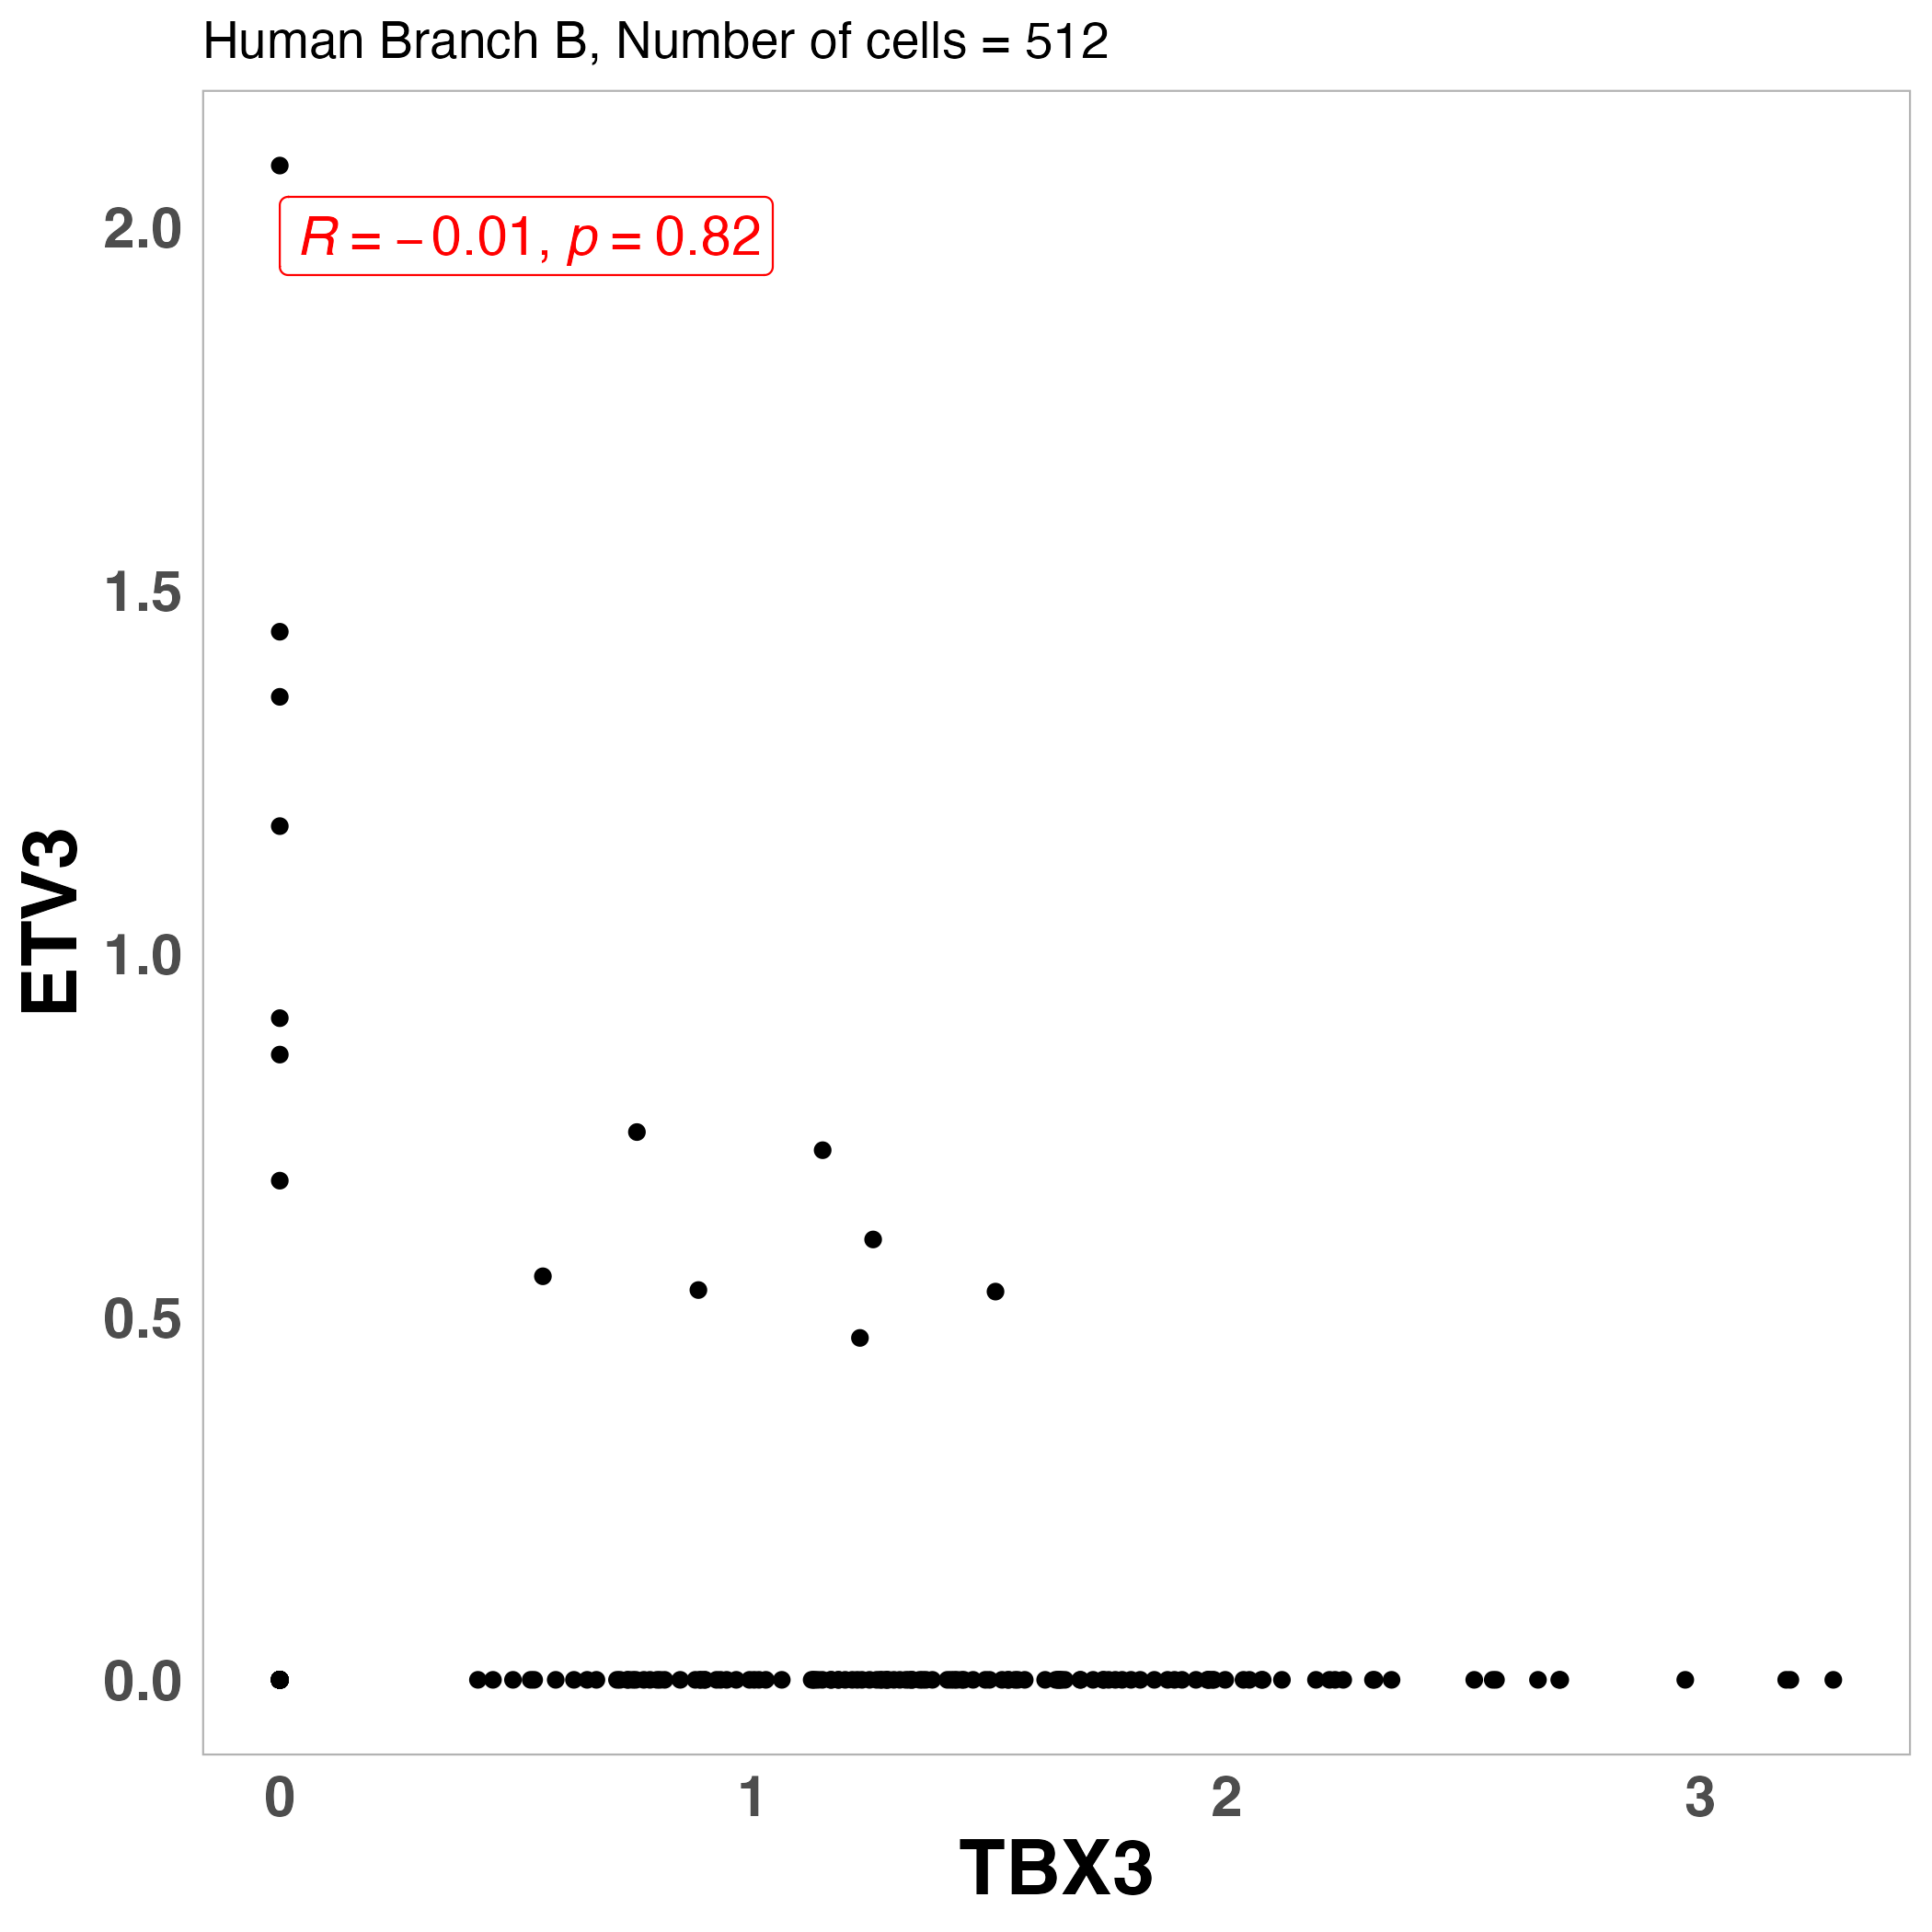 Human Branch B, Number of cells = 512
R = −0.01, p = 0.82
2.0
1.5
1.0
0.5
0.0
ETV3
0 1 2 3
TBX3